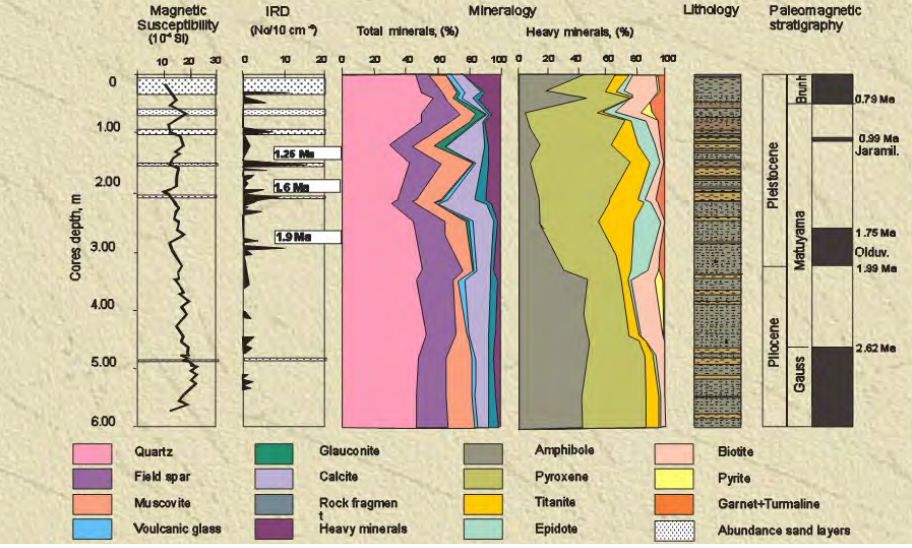 Magnetic
Susceptibility
(10⁻⁴ SI)
IRD
(No/10 cm⁻³)
Mineralogy
Total minerals, (%)
Heavy minerals, (%)
Lithology
Paleomagnetic
stratigraphy
10 20 30
0 10 20
0 20 40 60 80 100
0 20 40 60 80 100
Cores depth, m
0
1.00
2.00
3.00
4.00
5.00
6.00
1.25 Ma
1.6 Ma
1.9 Ma
Pleistocene
Pliocene
Bruhh
Matuyama
Gauss
0.79 Ma
0.99 Ma
Jaramil.
1.75 Ma
Olduv.
1.99 Ma
2.62 Ma
Quartz
Field spar
Muscovite
Voulcanic glass
Glauconite
Calcite
Rock fragmen
t
Heavy minerals
Amphibole
Pyroxene
Titanite
Epidote
Biotite
Pyrite
Garnet+Turmaline
Abundance sand layers